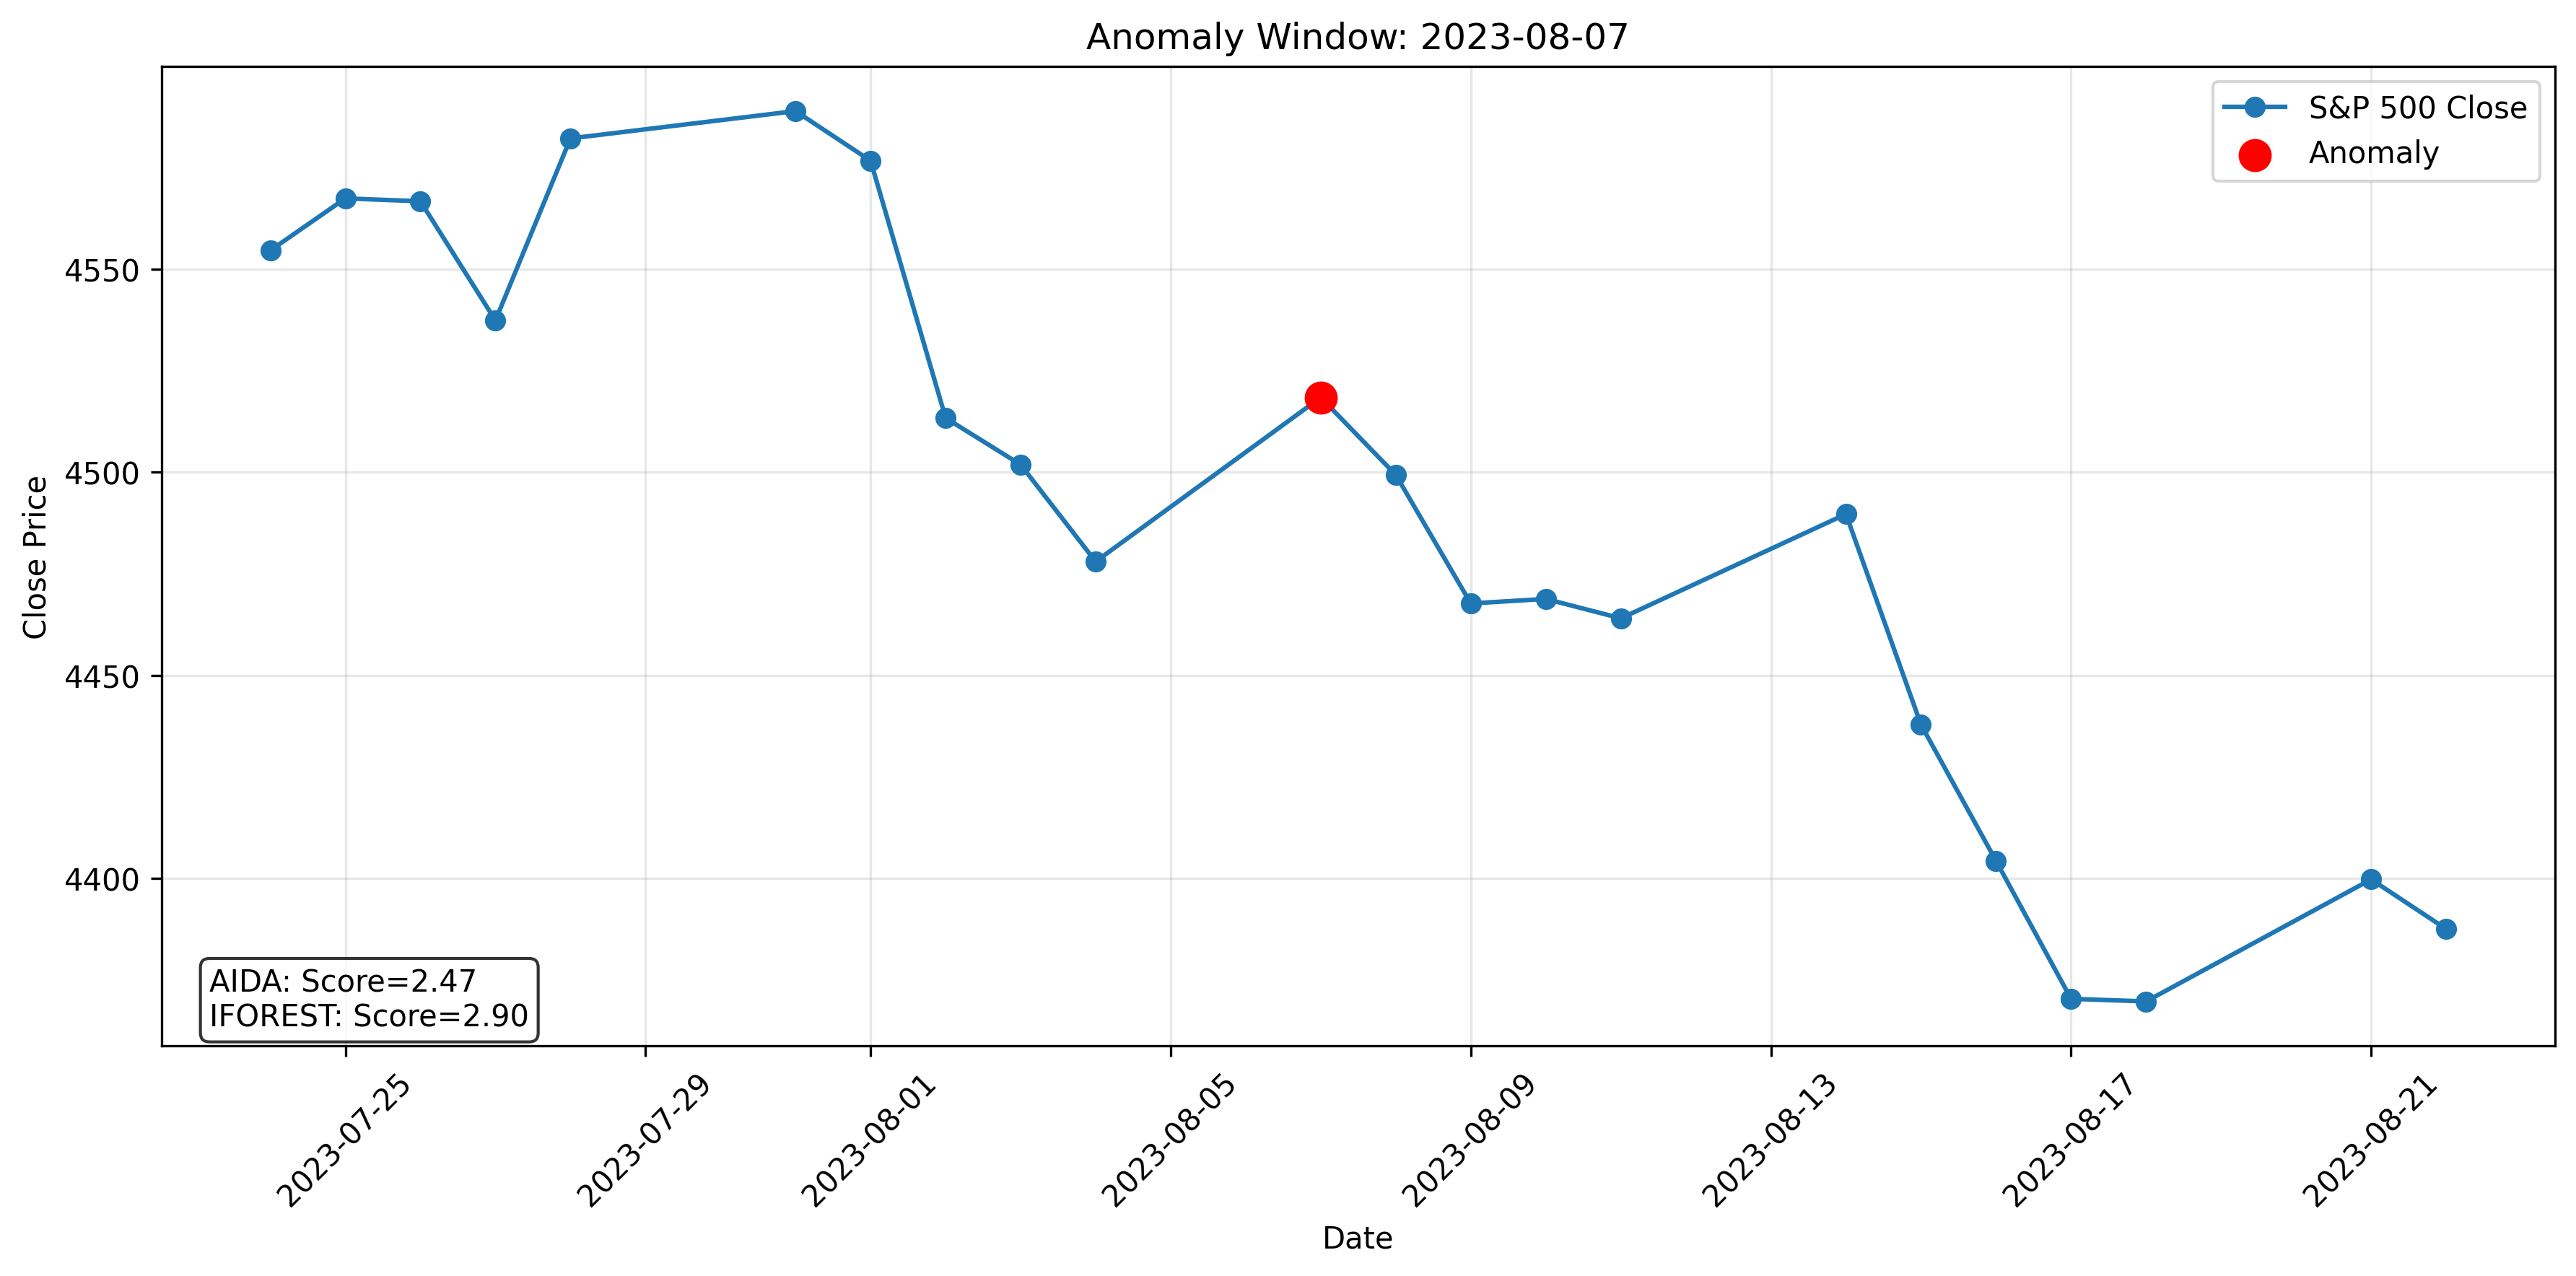 Anomaly Window: 2023-08-07
S&P 500 Close
Anomaly
Close Price
4550
4500
4450
4400
AIDA: Score=2.47
IFOREST: Score=2.90
2023-07-25
2023-07-29
2023-08-01
2023-08-05
2023-08-09
2023-08-13
2023-08-17
2023-08-21
Date